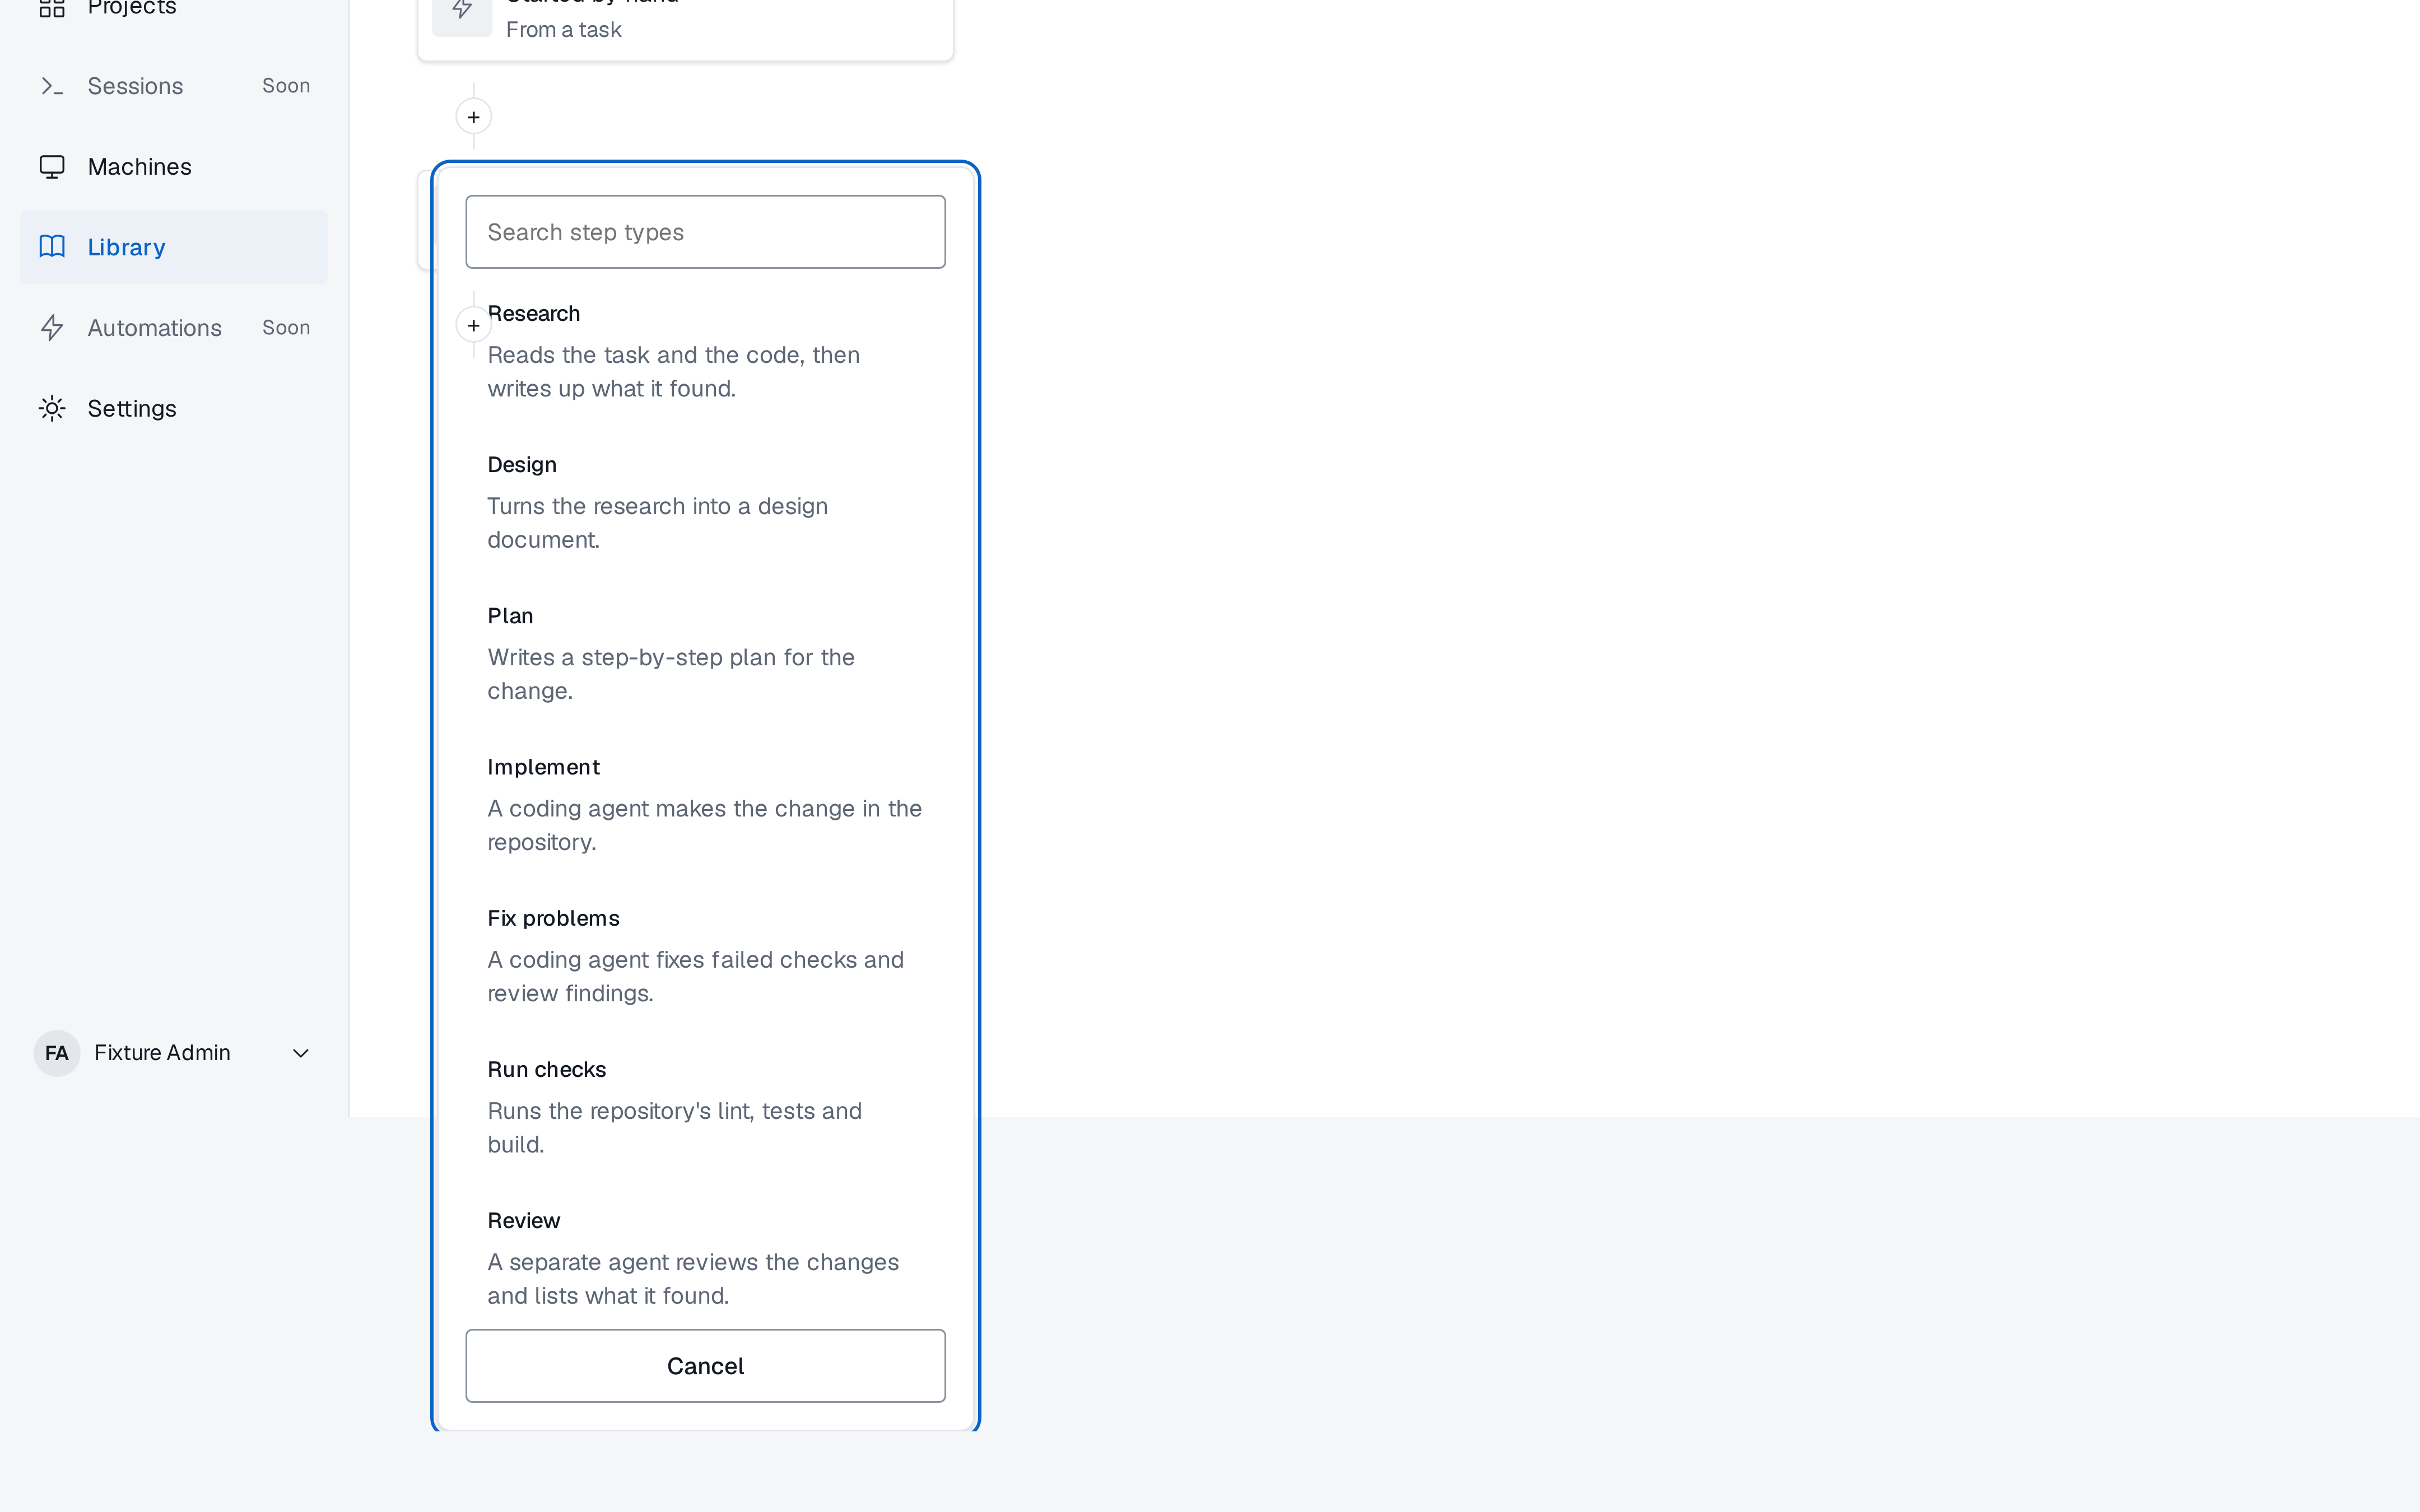 Projects
Sessions
Soon
Machines
Library
Automations
Soon
Settings
FA
Fixture Admin
Started by hand
From a task
+
Search step types
+
Research
Reads the task and the code, then
writes up what it found.
Design
Turns the research into a design
document.
Plan
Writes a step-by-step plan for the
change.
Implement
A coding agent makes the change in the
repository.
Fix problems
A coding agent fixes failed checks and
review findings.
Run checks
Runs the repository's lint, tests and
build.
Review
A separate agent reviews the changes
and lists what it found.
Cancel